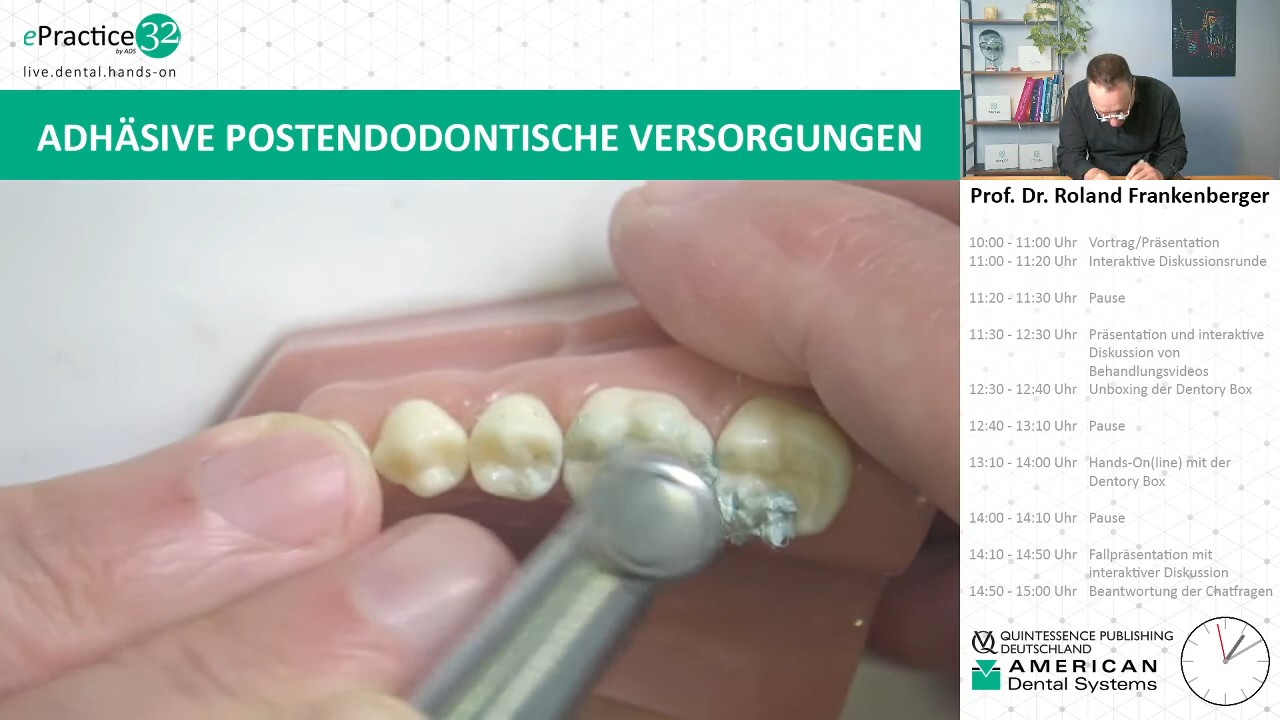 ePractice32
by ADS
live.dental.hands-on
ADHÄSIVE POSTENDODONTISCHE VERSORGUNGEN
Prof. Dr. Roland Frankenberger
10:00 - 11:00 Uhr Vortrag/Präsentation
11:00 - 11:20 Uhr Interaktive Diskussionsrunde
11:20 - 11:30 Uhr Pause
11:30 - 12:30 Uhr Präsentation und interaktive
Diskussion von
Behandlungsvideos
12:30 - 12:40 Uhr Unboxing der Dentory Box
12:40 - 13:10 Uhr Pause
13:10 - 14:00 Uhr Hands-On(line) mit der
Dentory Box
14:00 - 14:10 Uhr Pause
14:10 - 14:50 Uhr Fallpräsentation mit
interaktiver Diskussion
14:50 - 15:00 Uhr Beantwortung der Chatfragen
QUINTESSENCE PUBLISHING
DEUTSCHLAND
AMERICAN
Dental Systems